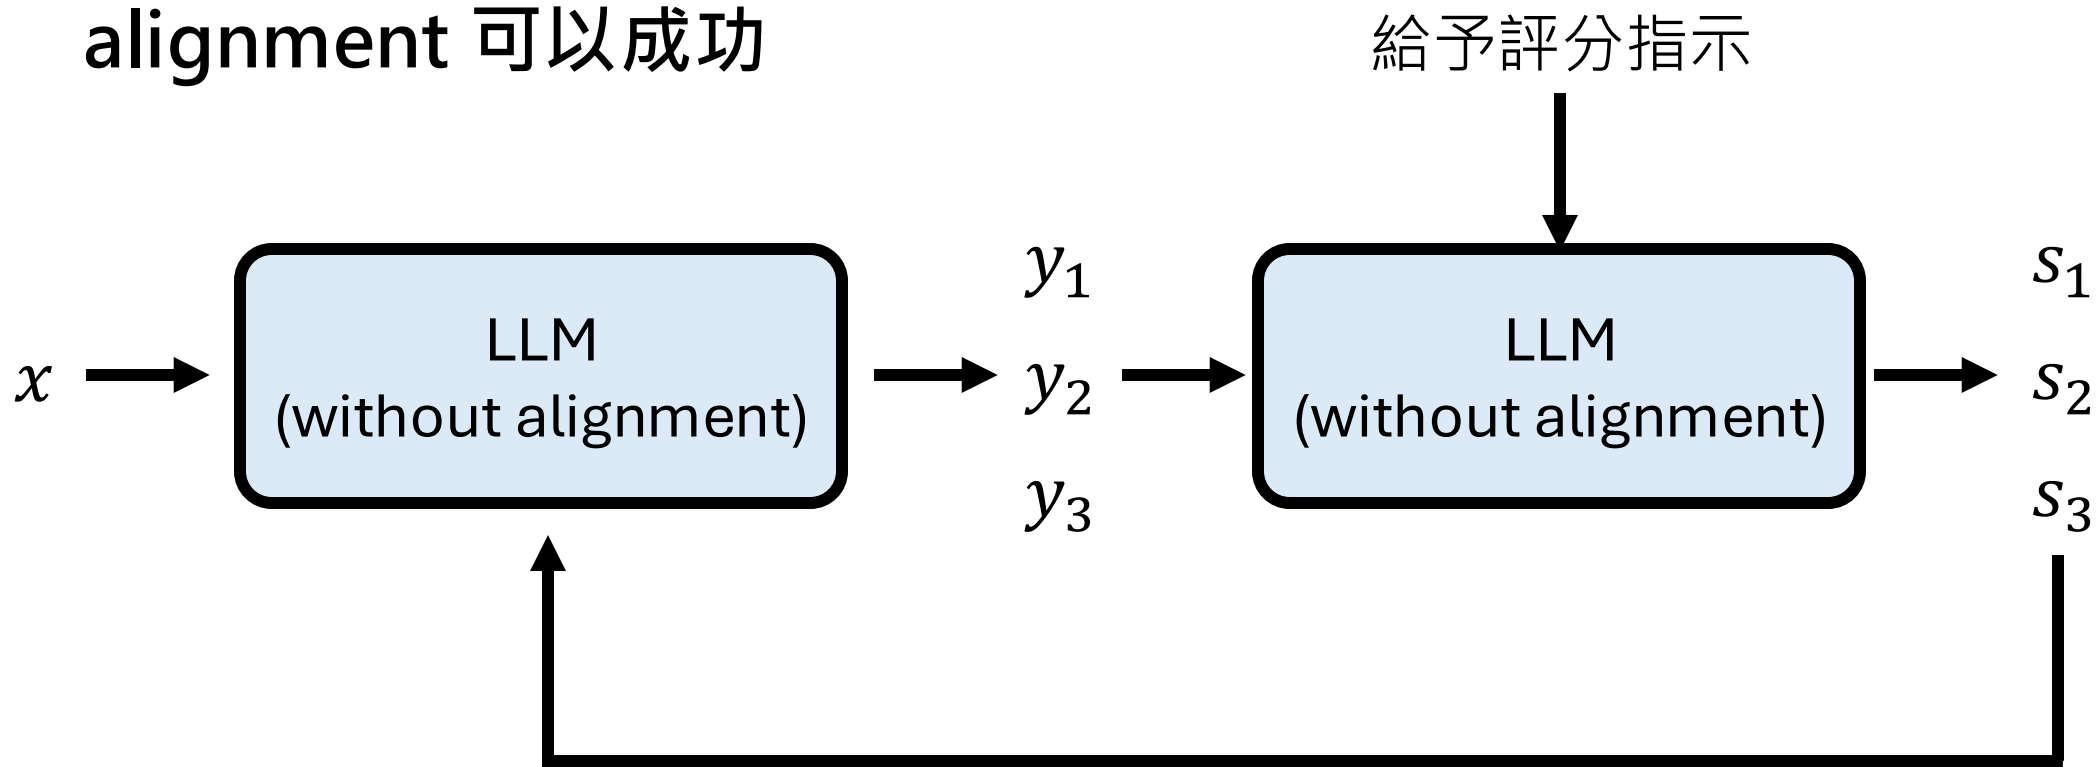 alignment 可以成功
給予評分指示
x
LLM
(without alignment)
y₁
y₂
y₃
LLM
(without alignment)
s₁
s₂
s₃